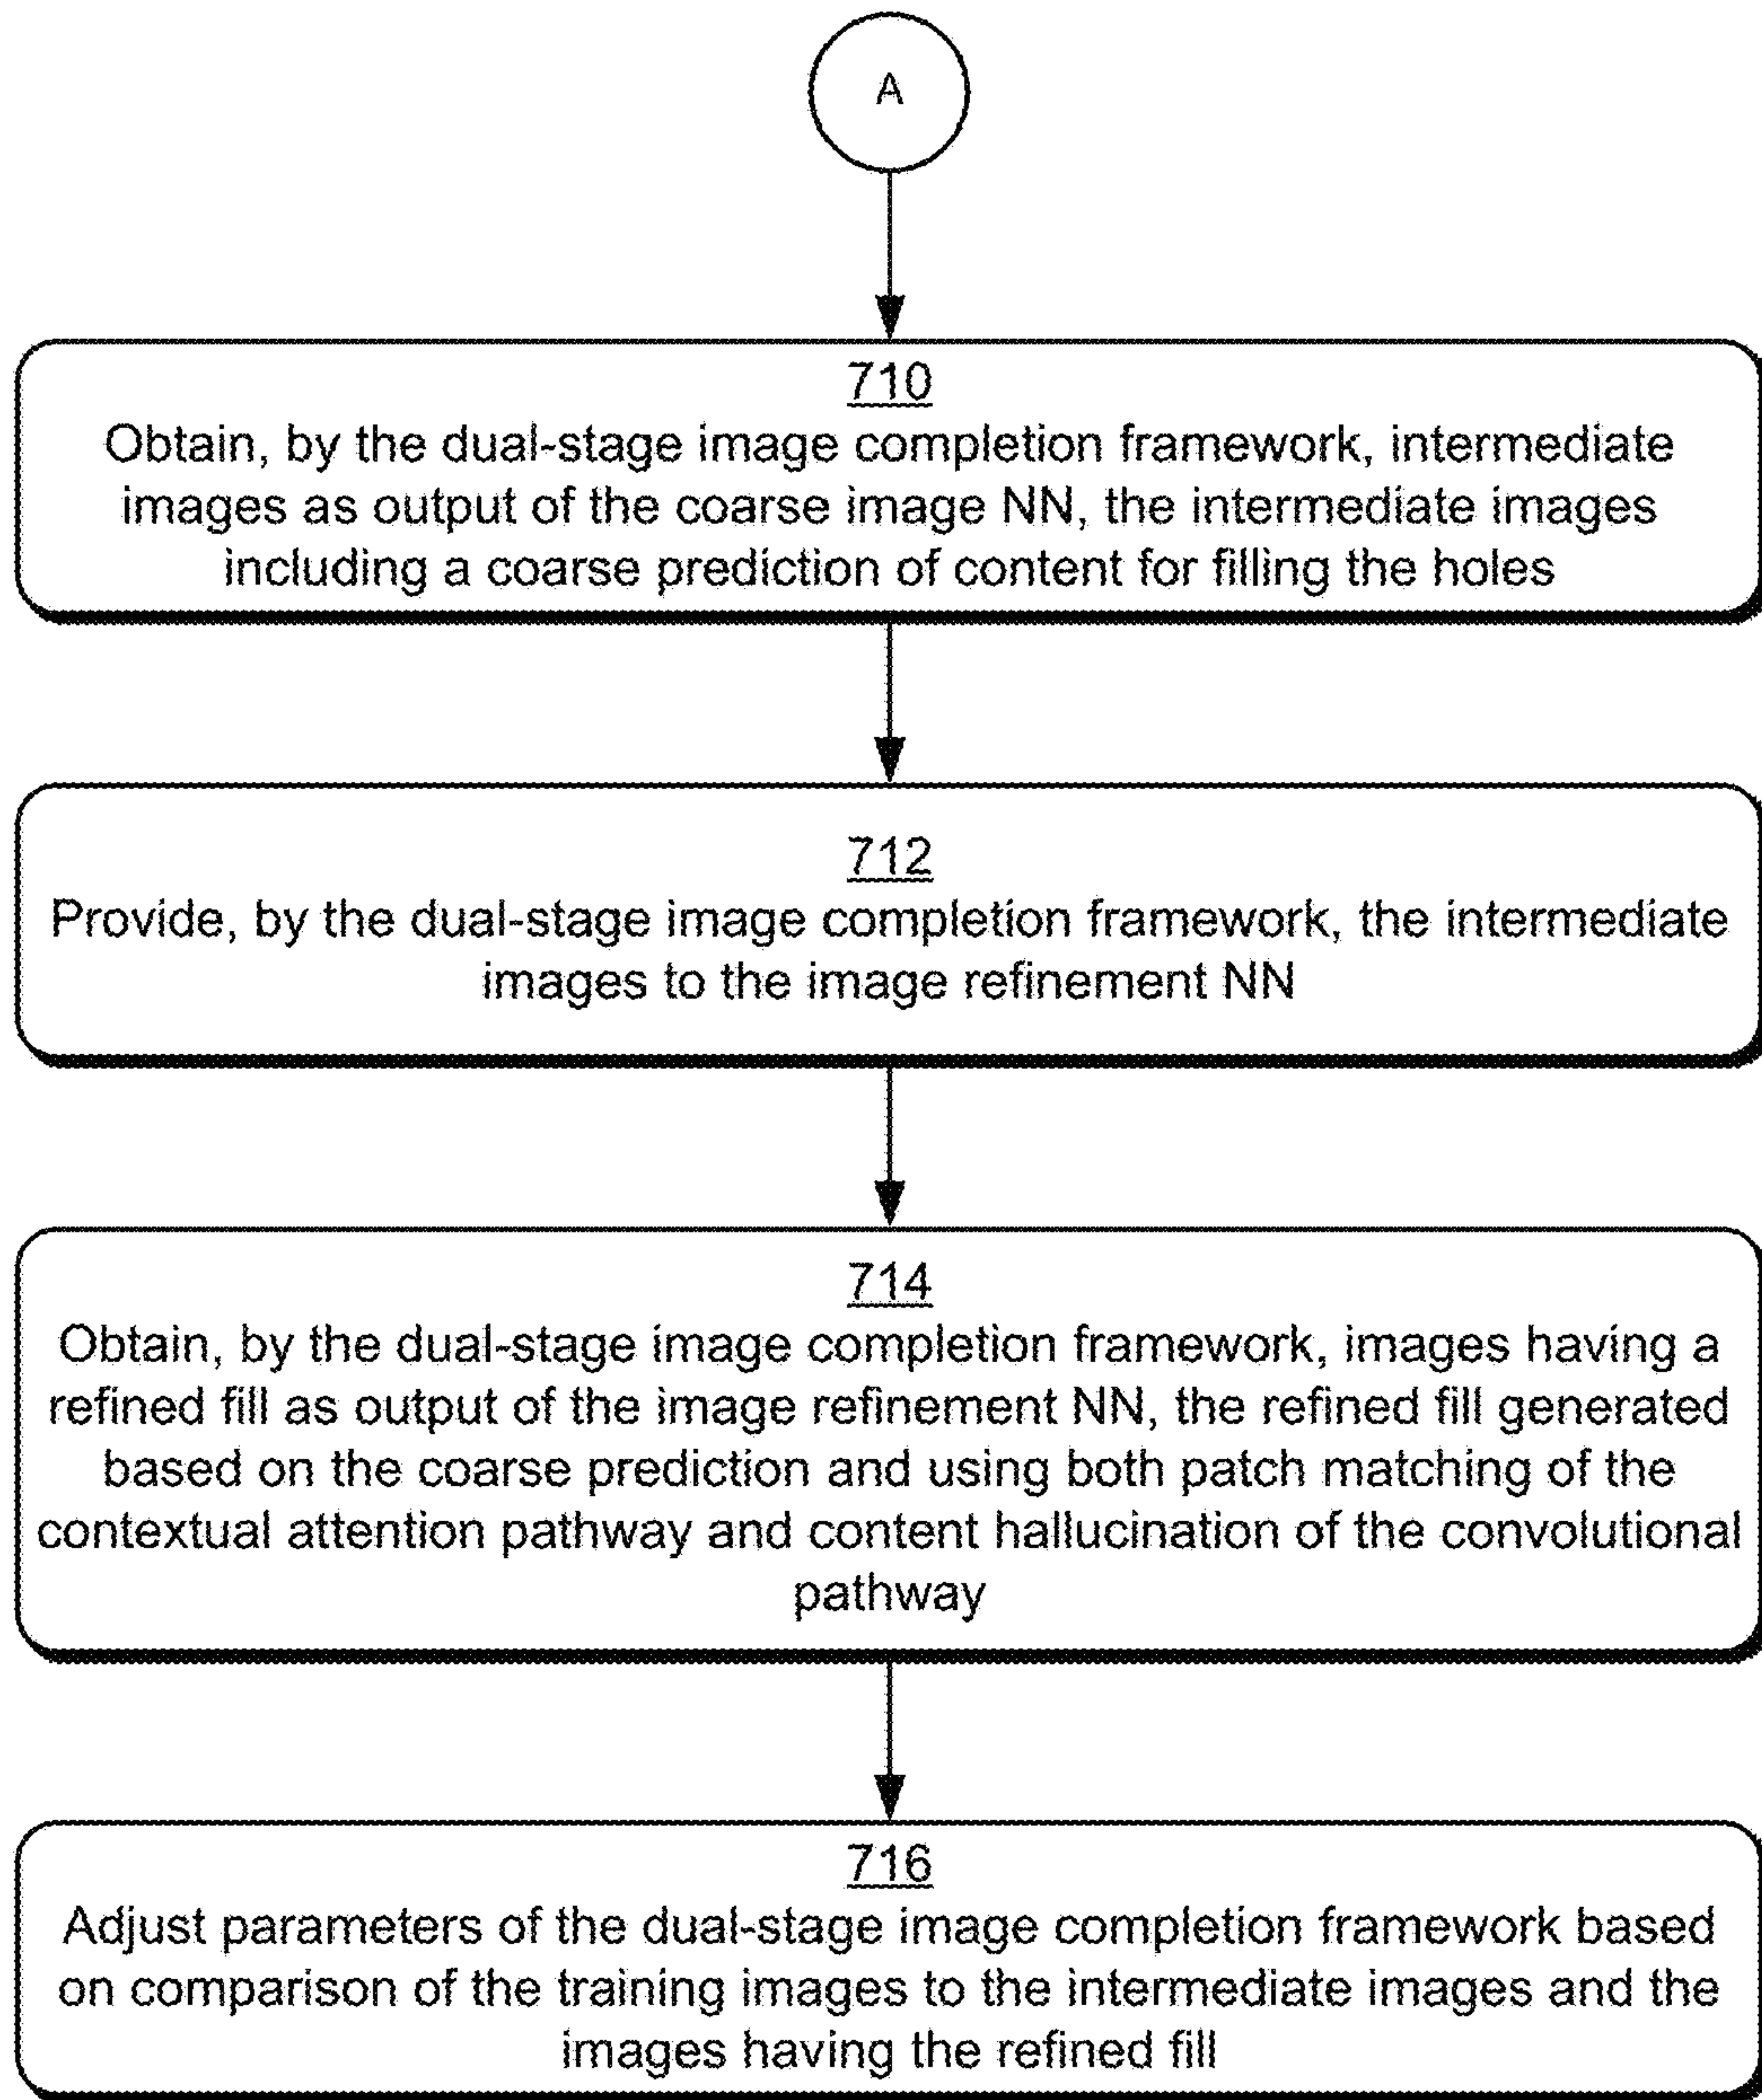 A
710
Obtain, by the dual-stage image completion framework, intermediate
images as output of the coarse image NN, the intermediate images
including a coarse prediction of content for filling the holes
712
Provide, by the dual-stage image completion framework, the intermediate
images to the image refinement NN
714
Obtain, by the dual-stage image completion framework, images having a
refined fill as output of the image refinement NN, the refined fill generated
based on the coarse prediction and using both patch matching of the
contextual attention pathway and content hallucination of the convolutional
pathway
716
Adjust parameters of the dual-stage image completion framework based
on comparison of the training images to the intermediate images and the
images having the refined fill